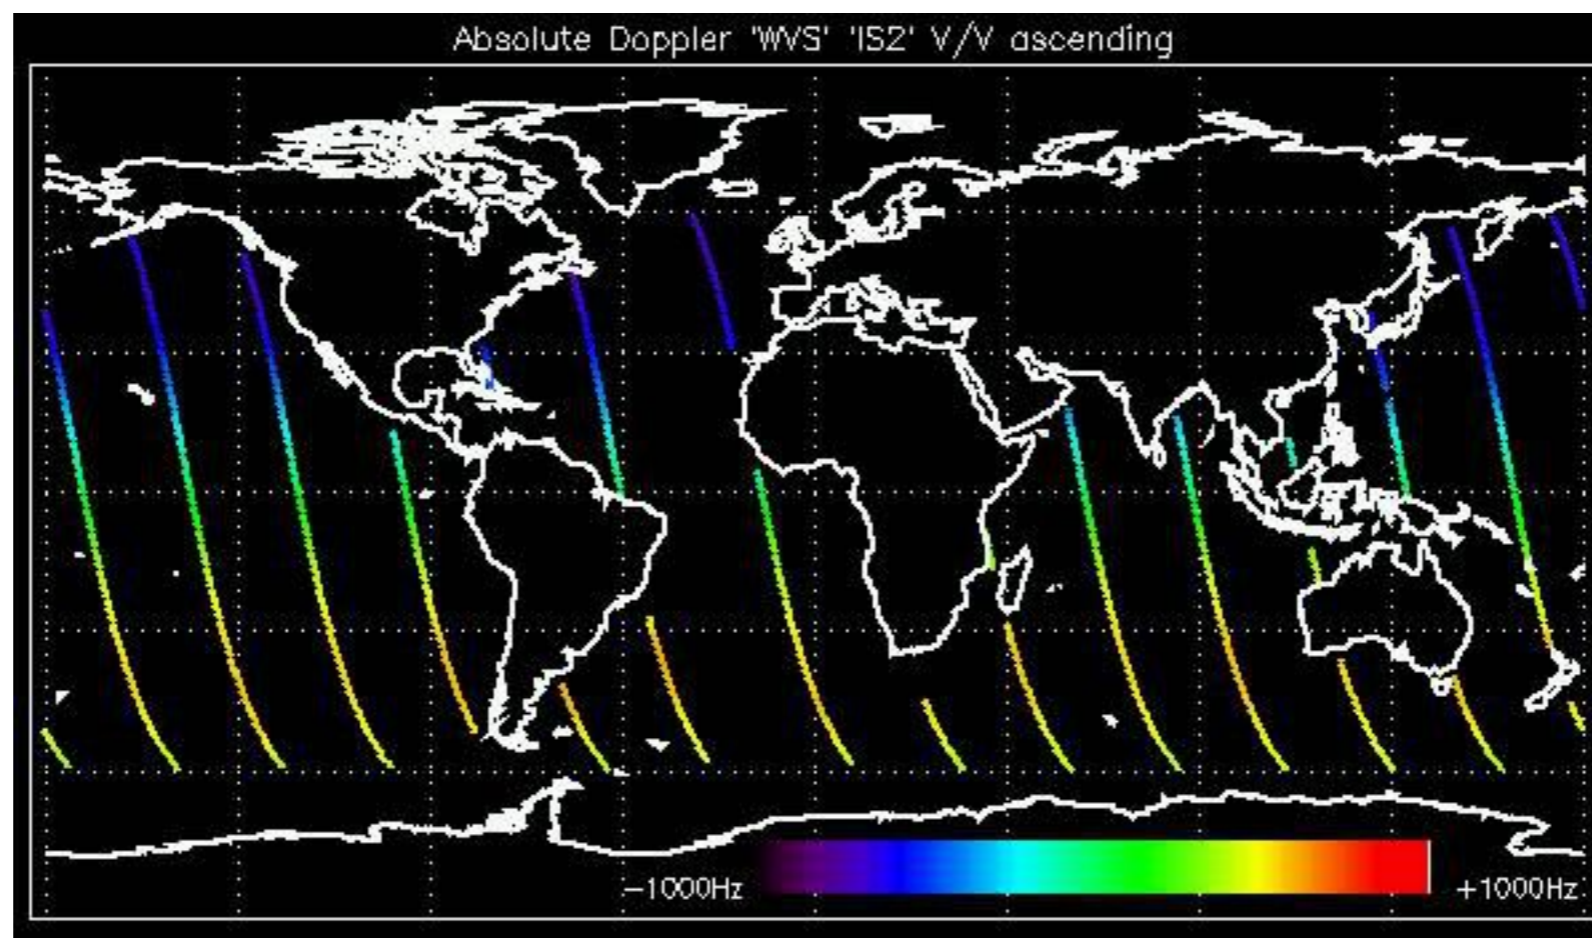 Absolute Doppler 'WVS' 'IS2' V/V ascending
−1000Hz +1000Hz